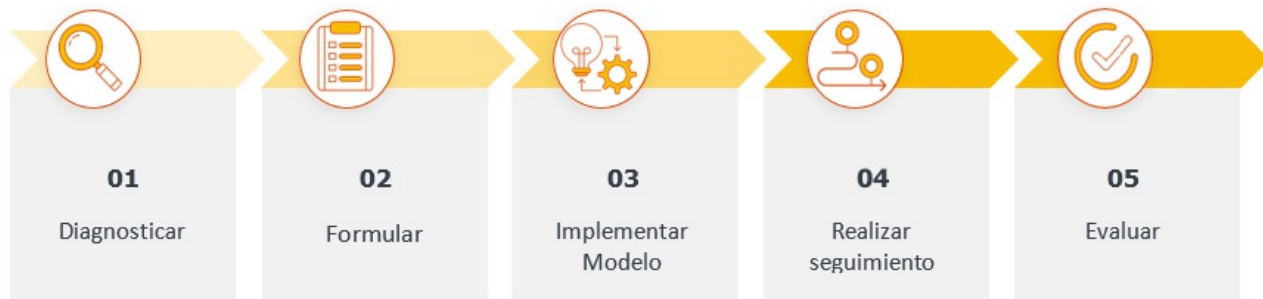 01
Diagnosticar
02
Formular
03
Implementar
Modelo
04
Realizar
seguimiento
05
Evaluar